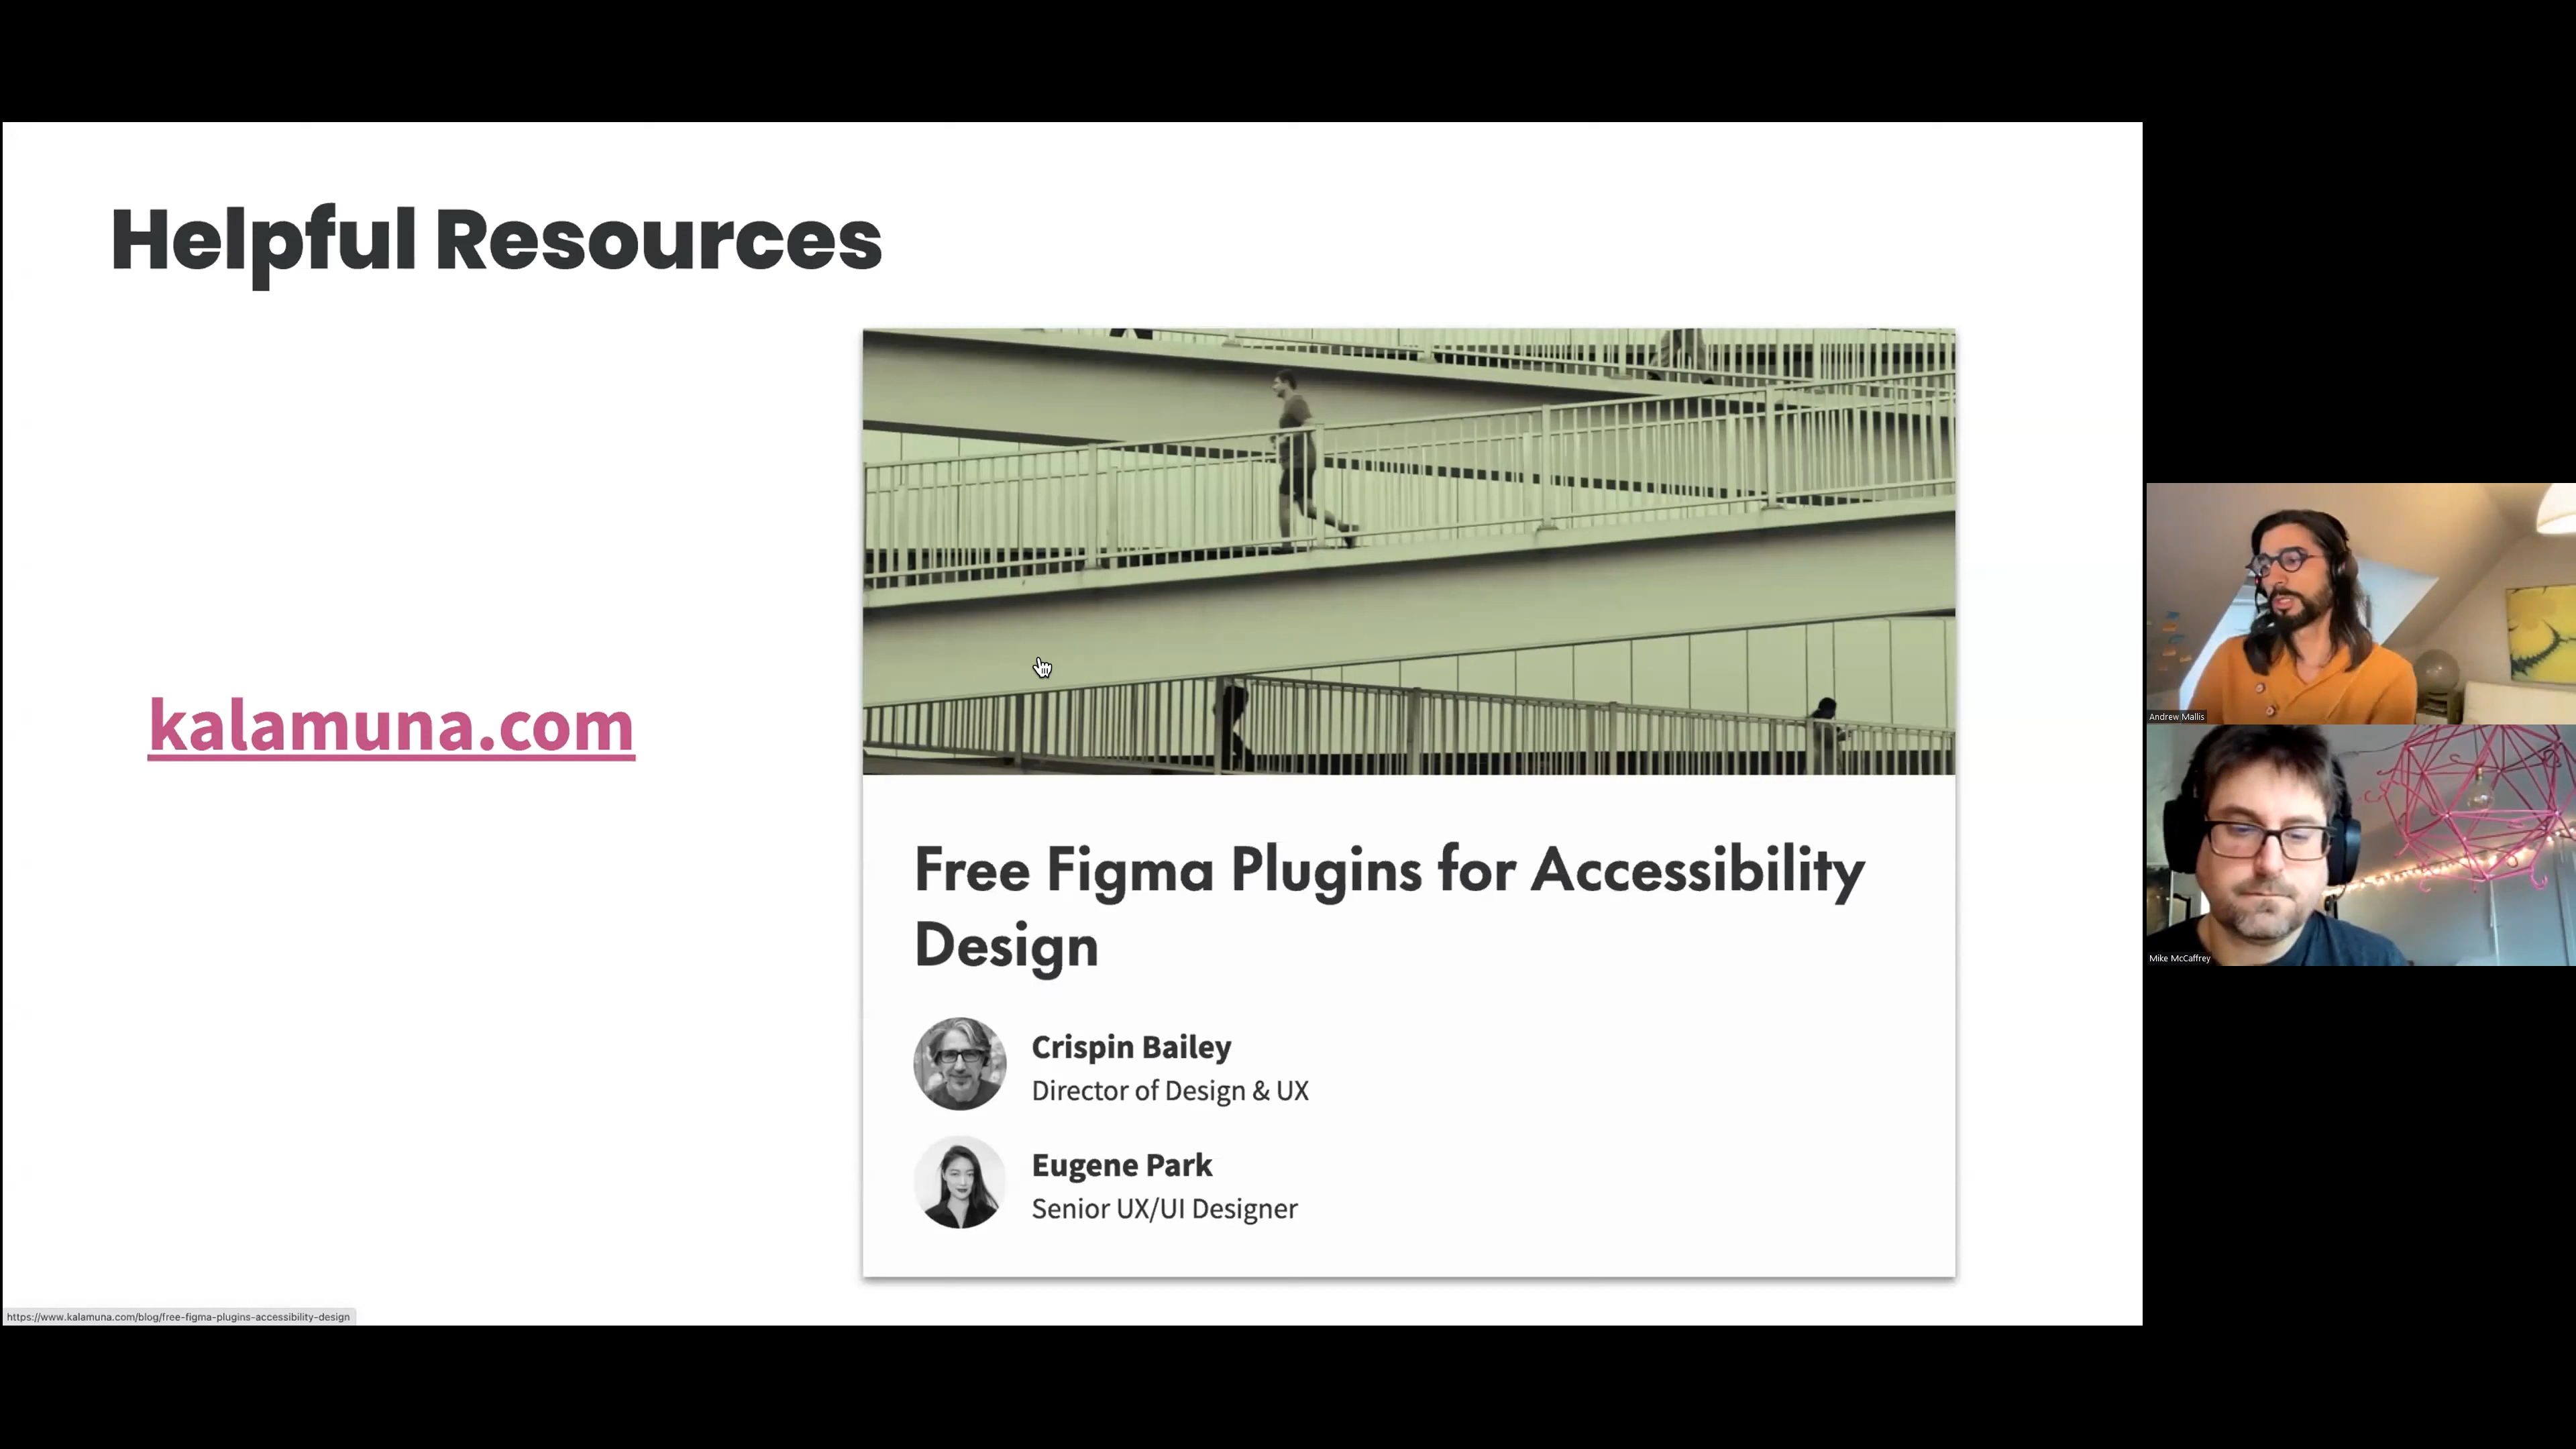 Helpful Resources
kalamuna.com
Free Figma Plugins for Accessibility
Design
Crispin Bailey
Director of Design & UX
Eugene Park
Senior UX/UI Designer
https://www.kalamuna.com/blog/free-figma-plugins-accessibility-design
Andrew Mallis
Mike McCaffrey